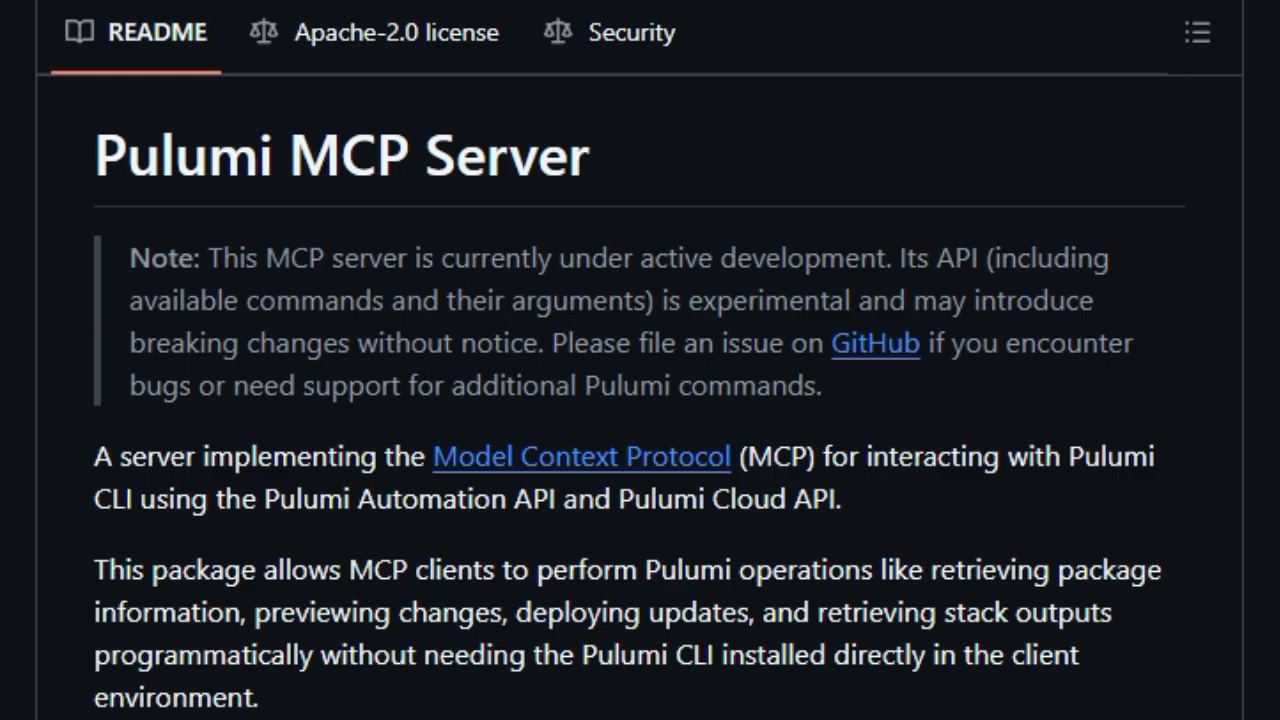 README Apache-2.0 license Security
Pulumi MCP Server
Note: This MCP server is currently under active development. Its API (including
available commands and their arguments) is experimental and may introduce
breaking changes without notice. Please file an issue on GitHub if you encounter
bugs or need support for additional Pulumi commands.
A server implementing the Model Context Protocol (MCP) for interacting with Pulumi
CLI using the Pulumi Automation API and Pulumi Cloud API.
This package allows MCP clients to perform Pulumi operations like retrieving package
information, previewing changes, deploying updates, and retrieving stack outputs
programmatically without needing the Pulumi CLI installed directly in the client
environment.